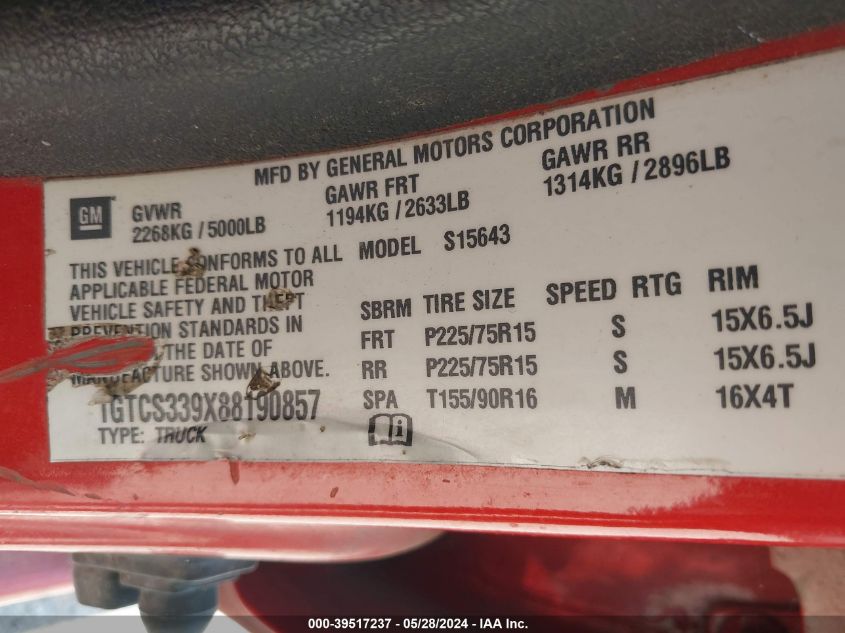 MFD BY GENERAL MOTORS CORPORATION
GM
GVWR
2268KG / 5000LB
GAWR FRT
1194KG / 2633LB
GAWR RR
1314KG / 2896LB
THIS VEHICLE CONFORMS TO ALL
APPLICABLE FEDERAL MOTOR
VEHICLE SAFETY AND THEFT
PREVENTION STANDARDS IN
THE DATE OF
MANUFACTURE SHOWN ABOVE.
1GTCS339X88190857
TYPE: TRUCK
MODEL S15643
SBRM TIRE SIZE SPEED RTG RIM
FRT P225/75R15 S 15X6.5J
RR P225/75R15 S 15X6.5J
SPA T155/90R16 M 16X4T
000-39517237 - 05/28/2024 - IAA Inc.